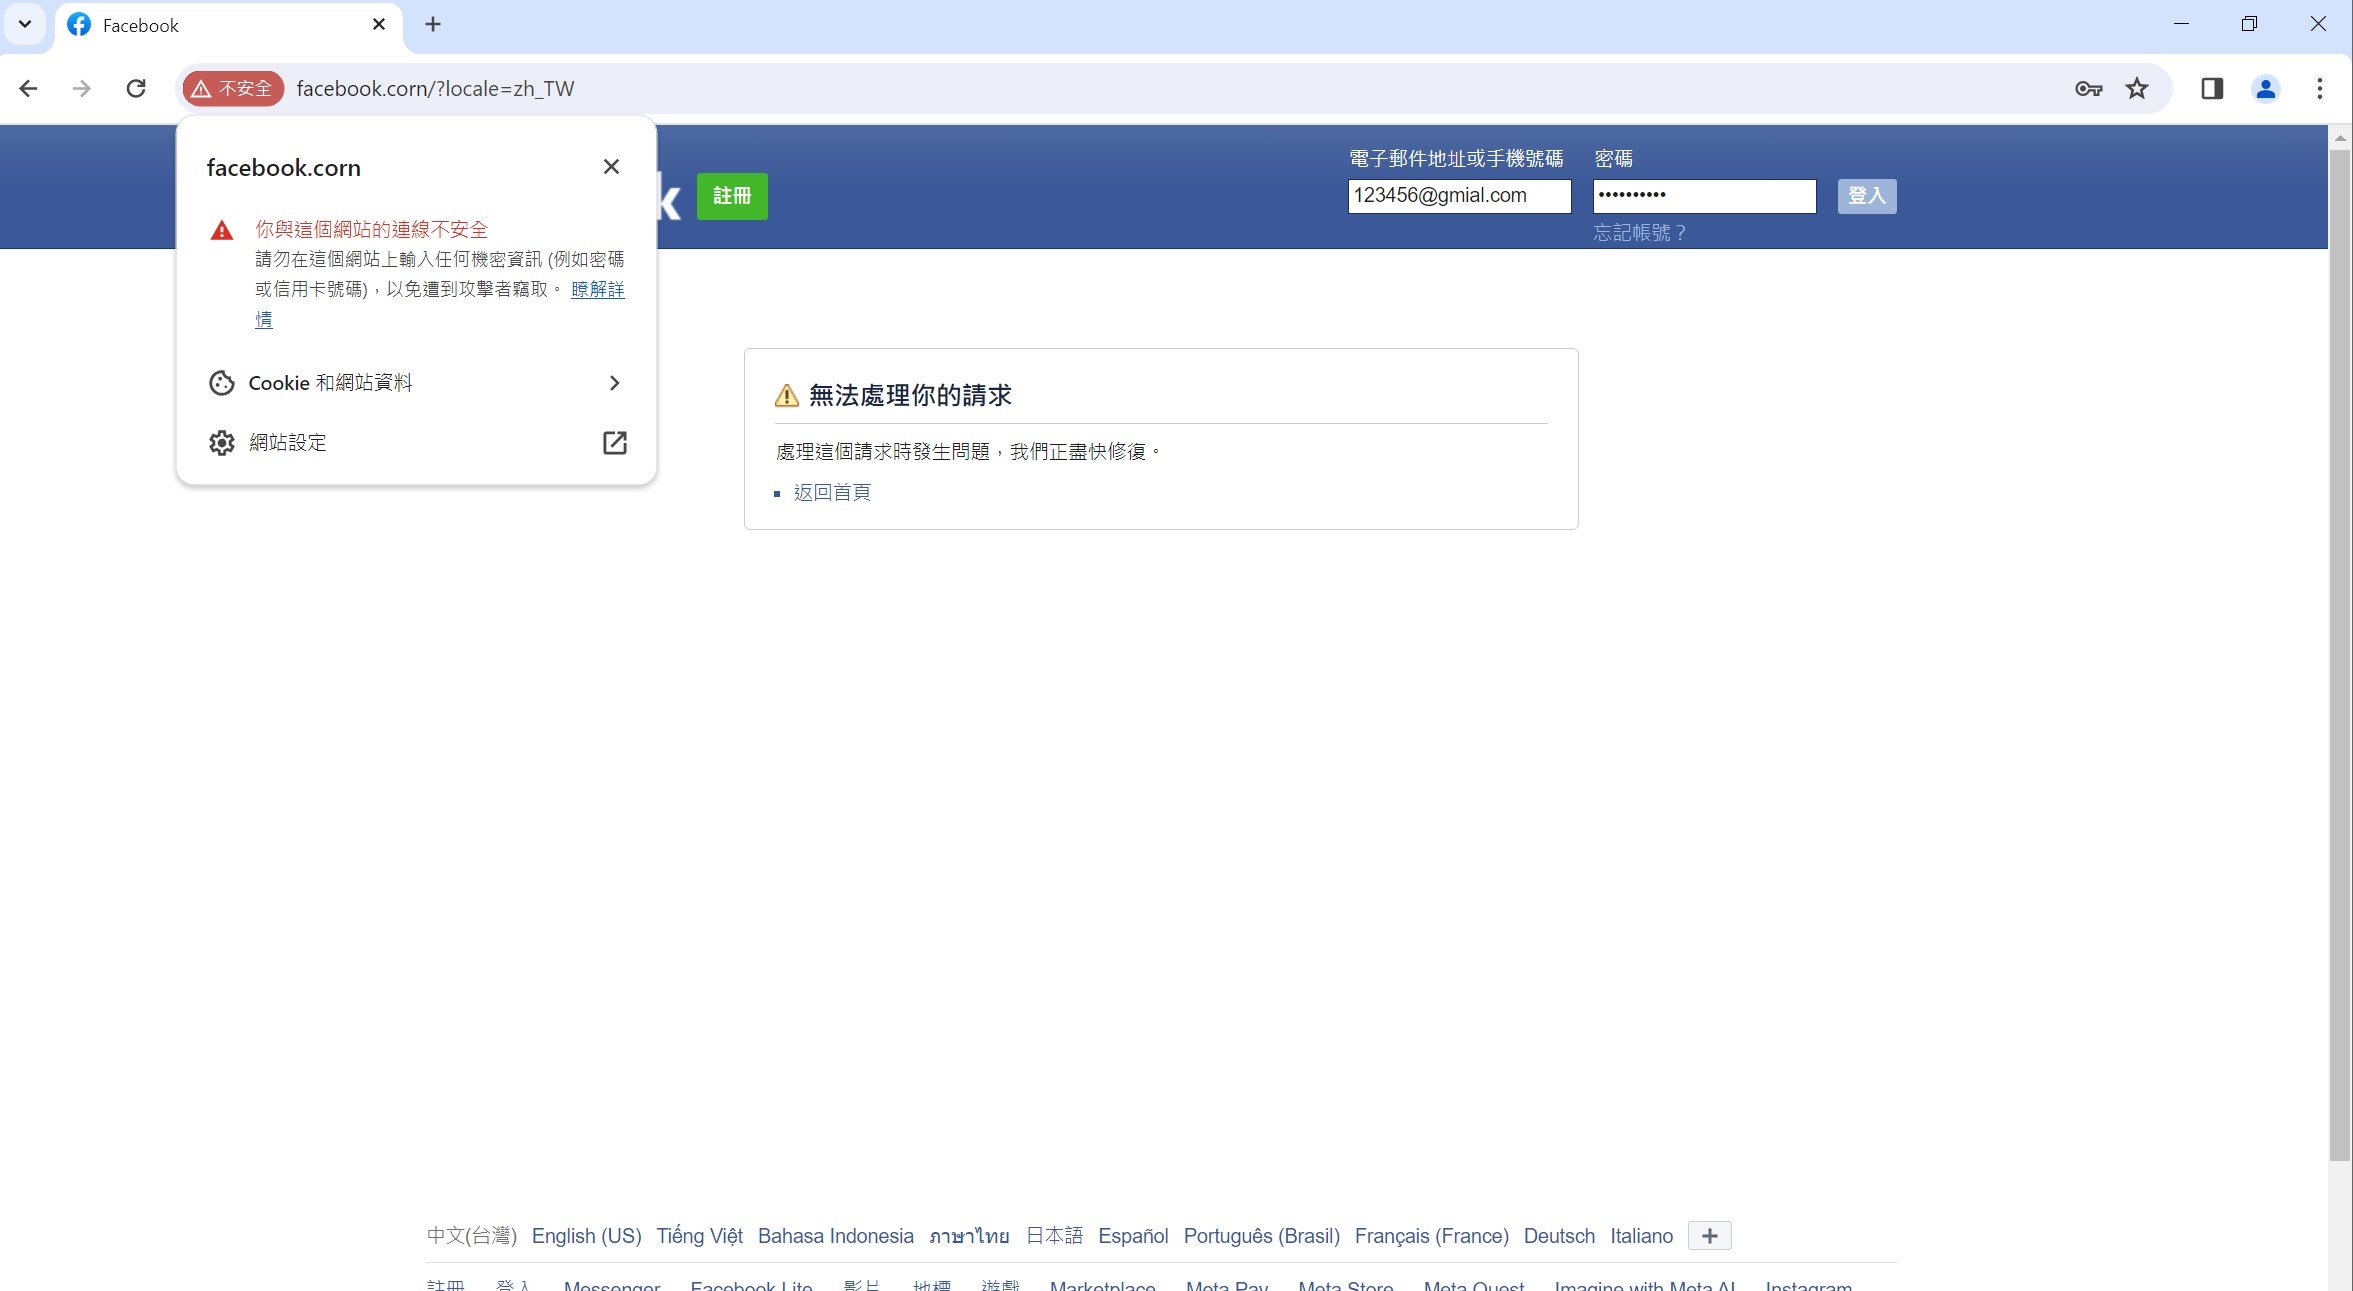 Facebook
不安全
facebook.corn/?locale=zh_TW
facebook.corn
你與這個網站的連線不安全
請勿在這個網站上輸入任何機密資訊 (例如密碼
或信用卡號碼)，以免遭到攻擊者竊取。 瞭解詳
情
Cookie 和網站資料
網站設定
k
註冊
電子郵件地址或手機號碼
密碼
123456@gmial.com
••••••••••
登入
忘記帳號？
無法處理你的請求
處理這個請求時發生問題，我們正盡快修復。
返回首頁
中文(台灣) English (US) Tiếng Việt Bahasa Indonesia ภาษาไทย 日本語 Español Português (Brasil) Français (France) Deutsch Italiano
註冊 登入 Messenger Facebook Lite 影片 地標 遊戲 Marketplace Meta Pay Meta Store Meta Quest Imagine with Meta AI Instagram